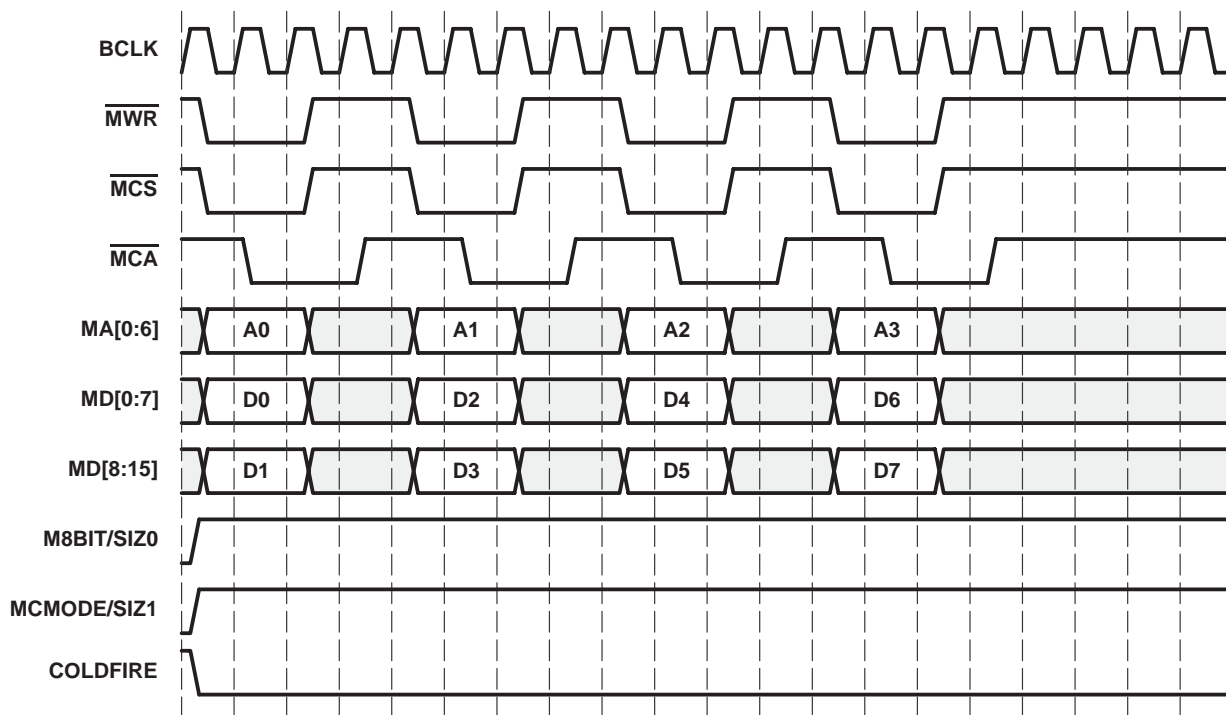 BCLK
MWR
MCS
MCA
MA[0:6] A0 A1 A2 A3
MD[0:7] D0 D2 D4 D6
MD[8:15] D1 D3 D5 D7
M8BIT/SIZ0
MCMODE/SIZ1
COLDFIRE